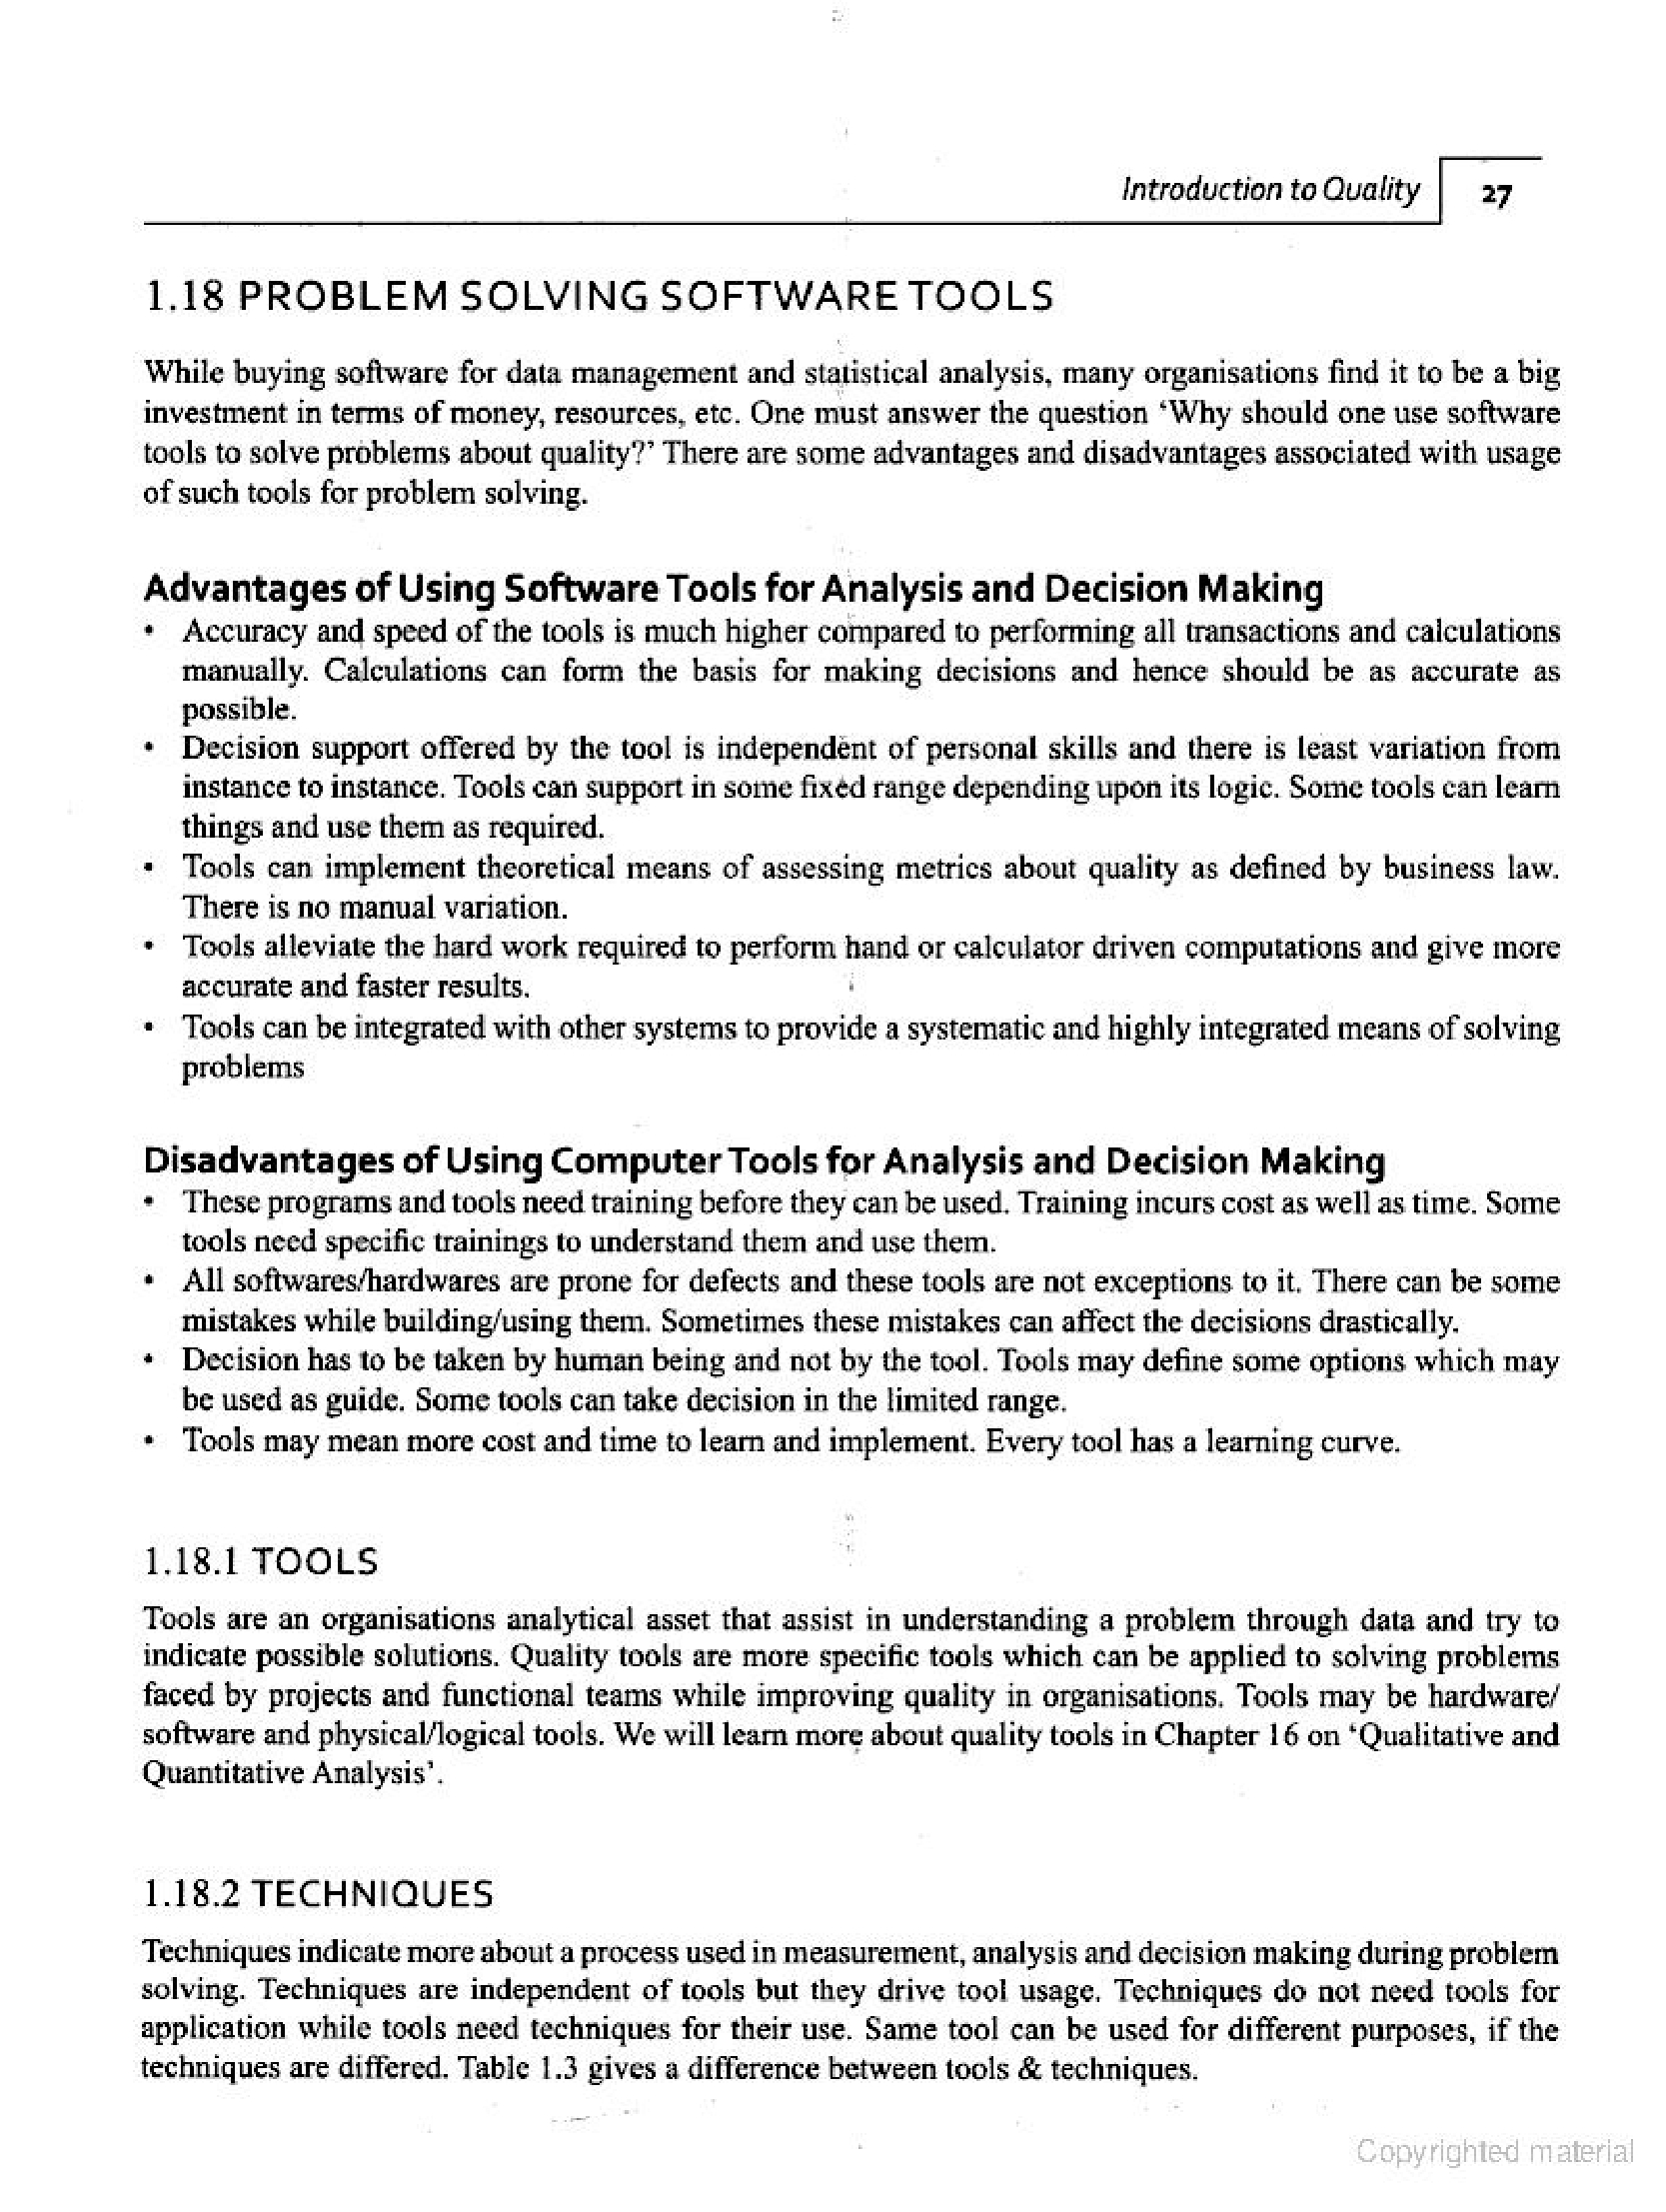 Introduction to Quality 27
1.18 PROBLEM SOLVING SOFTWARE TOOLS
While buying software for data management and statistical analysis, many organisations find it to be a big
investment in terms of money, resources, etc. One must answer the question ‘Why should one use software
tools to solve problems about quality?’ There are some advantages and disadvantages associated with usage
of such tools for problem solving.
Advantages of Using Software Tools for Analysis and Decision Making
• Accuracy and speed of the tools is much higher compared to performing all transactions and calculations
manually. Calculations can form the basis for making decisions and hence should be as accurate as
possible.
• Decision support offered by the tool is independent of personal skills and there is least variation from
instance to instance. Tools can support in some fixed range depending upon its logic. Some tools can learn
things and use them as required.
• Tools can implement theoretical means of assessing metrics about quality as defined by business law.
There is no manual variation.
• Tools alleviate the hard work required to perform hand or calculator driven computations and give more
accurate and faster results.
• Tools can be integrated with other systems to provide a systematic and highly integrated means of solving
problems
Disadvantages of Using Computer Tools for Analysis and Decision Making
• These programs and tools need training before they can be used. Training incurs cost as well as time. Some
tools need specific trainings to understand them and use them.
• All softwares/hardwares are prone for defects and these tools are not exceptions to it. There can be some
mistakes while building/using them. Sometimes these mistakes can affect the decisions drastically.
• Decision has to be taken by human being and not by the tool. Tools may define some options which may
be used as guide. Some tools can take decision in the limited range.
• Tools may mean more cost and time to learn and implement. Every tool has a learning curve.
1.18.1 TOOLS
Tools are an organisations analytical asset that assist in understanding a problem through data and try to
indicate possible solutions. Quality tools are more specific tools which can be applied to solving problems
faced by projects and functional teams while improving quality in organisations. Tools may be hardware/
software and physical/logical tools. We will learn more about quality tools in Chapter 16 on ‘Qualitative and
Quantitative Analysis’.
1.18.2 TECHNIQUES
Techniques indicate more about a process used in measurement, analysis and decision making during problem
solving. Techniques are independent of tools but they drive tool usage. Techniques do not need tools for
application while tools need techniques for their use. Same tool can be used for different purposes, if the
techniques are differed. Table 1.3 gives a difference between tools & techniques.
Copyrighted material